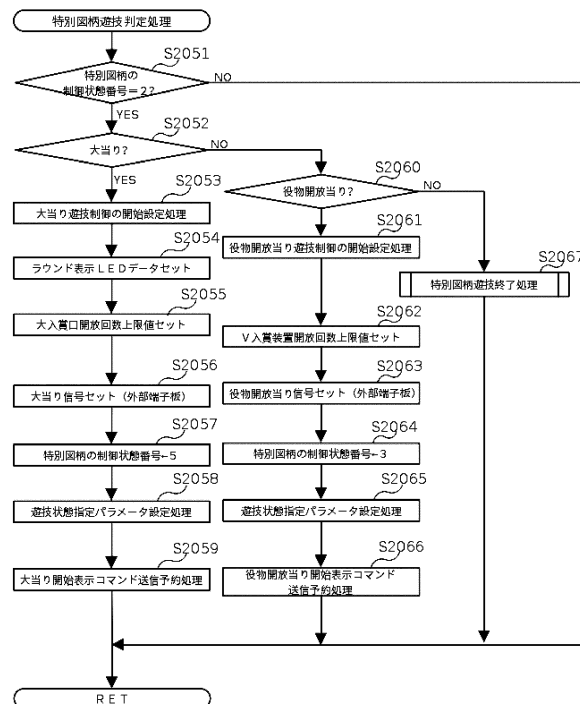 特別図柄遊技判定処理
S2051
特別図柄の
制御状態番号＝2？
NO
YES
S2052
大当り？
NO
YES
S2053
大当り遊技制御の開始設定処理
S2054
ラウンド表示LEDデータセット
S2055
大入賞口開放回数上限値セット
S2056
大当り信号セット（外部端子板）
S2057
特別図柄の制御状態番号←5
S2058
遊技状態指定パラメータ設定処理
S2059
大当り開始表示コマンド送信予約処理
S2060
役物開放当り？
NO
YES
S2061
役物開放当り遊技制御の開始設定処理
S2062
V入賞装置開放回数上限値セット
S2063
役物開放当り信号セット（外部端子板）
S2064
特別図柄の制御状態番号←3
S2065
遊技状態指定パラメータ設定処理
S2066
役物開放当り開始表示コマンド
送信予約処理
S2067
特別図柄遊技終了処理
RET